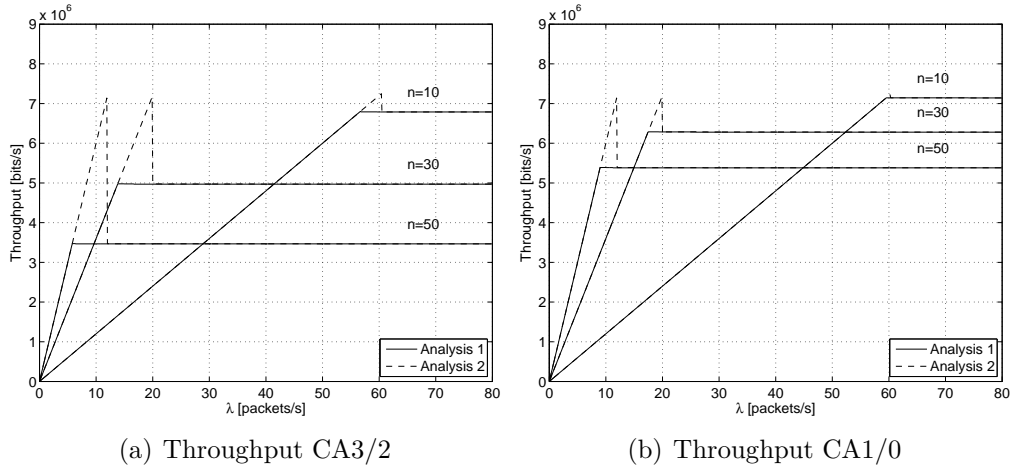 x 10^6
9
8
7
6
5
4
3
2
1
0
Throughput [bits/s]
n=10
n=30
n=50
Analysis 1
Analysis 2
0 10 20 30 40 50 60 70 80
λ [packets/s]
(a) Throughput CA3/2
x 10^6
9
8
7
6
5
4
3
2
1
0
Throughput [bits/s]
n=10
n=30
n=50
Analysis 1
Analysis 2
0 10 20 30 40 50 60 70 80
λ [packets/s]
(b) Throughput CA1/0